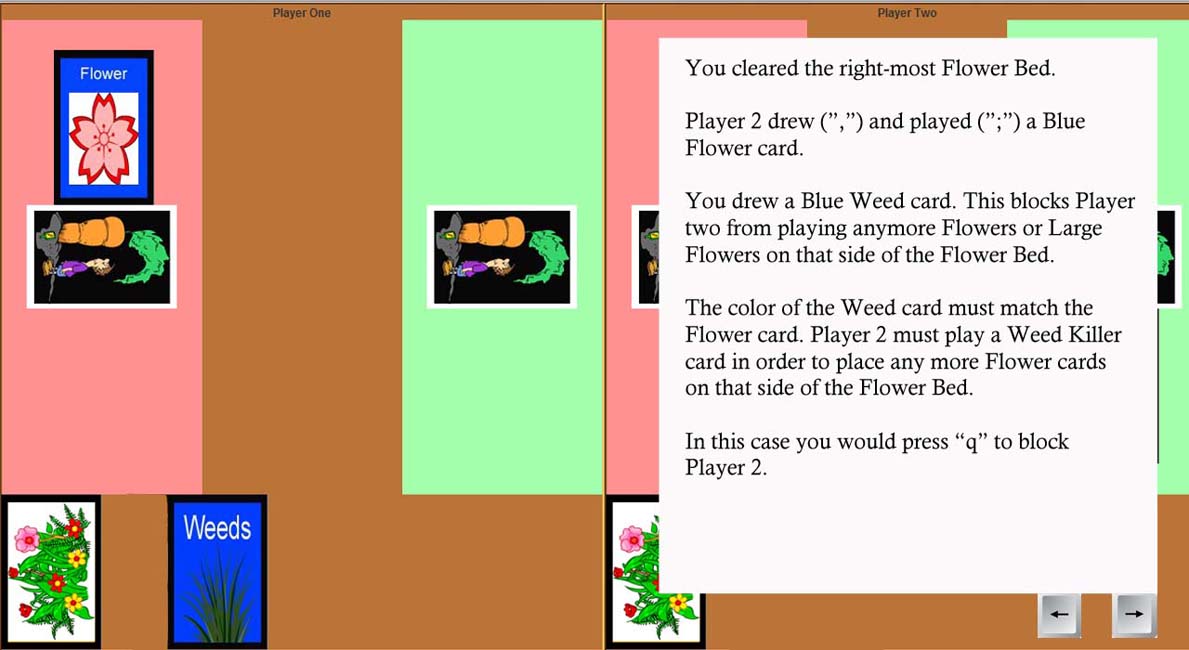 Player One
Player Two
Flower
Weeds
You cleared the right-most Flower Bed.
Player 2 drew (”,”) and played (”;”) a Blue
Flower card.
You drew a Blue Weed card. This blocks Player
two from playing anymore Flowers or Large
Flowers on that side of the Flower Bed.
The color of the Weed card must match the
Flower card. Player 2 must play a Weed Killer
card in order to place any more Flower cards
on that side of the Flower Bed.
In this case you would press “q” to block
Player 2.